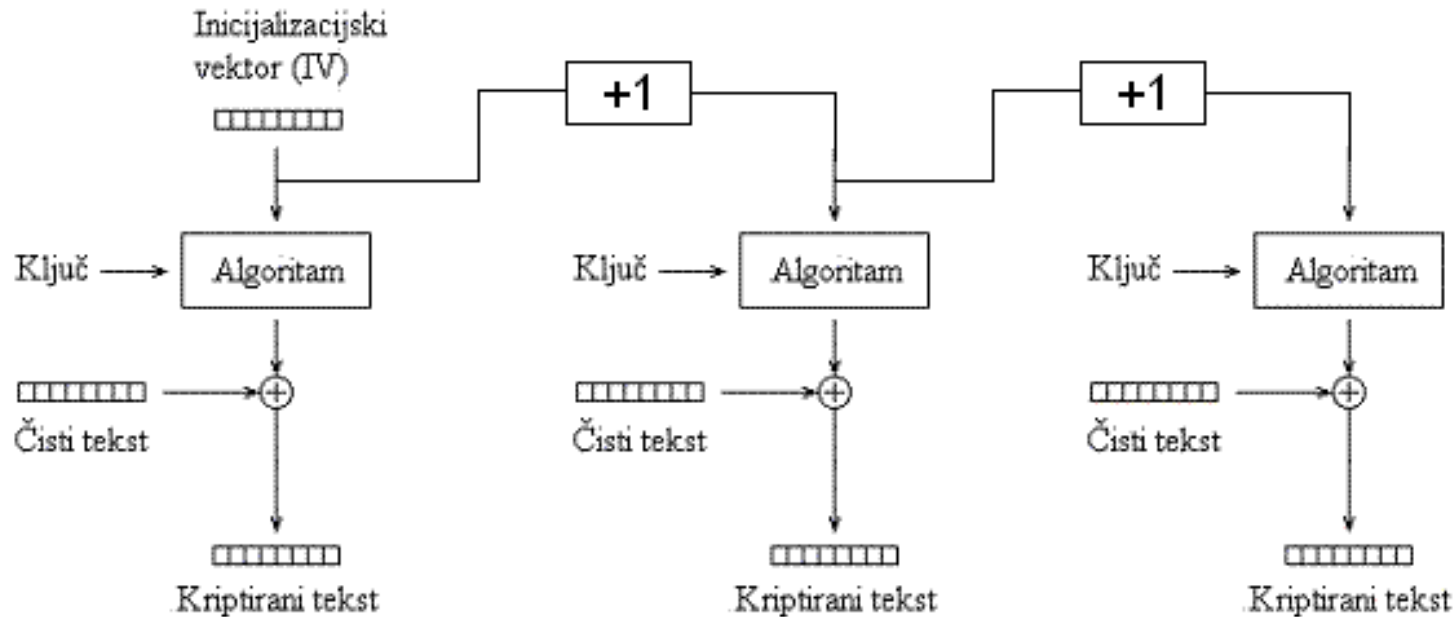 Inicijalizacijski
vektor (IV)
+1
+1
Ključ
Algoritam
Ključ
Algoritam
Ključ
Algoritam
Čisti tekst
Čisti tekst
Čisti tekst
Kriptirani tekst
Kriptirani tekst
Kriptirani tekst